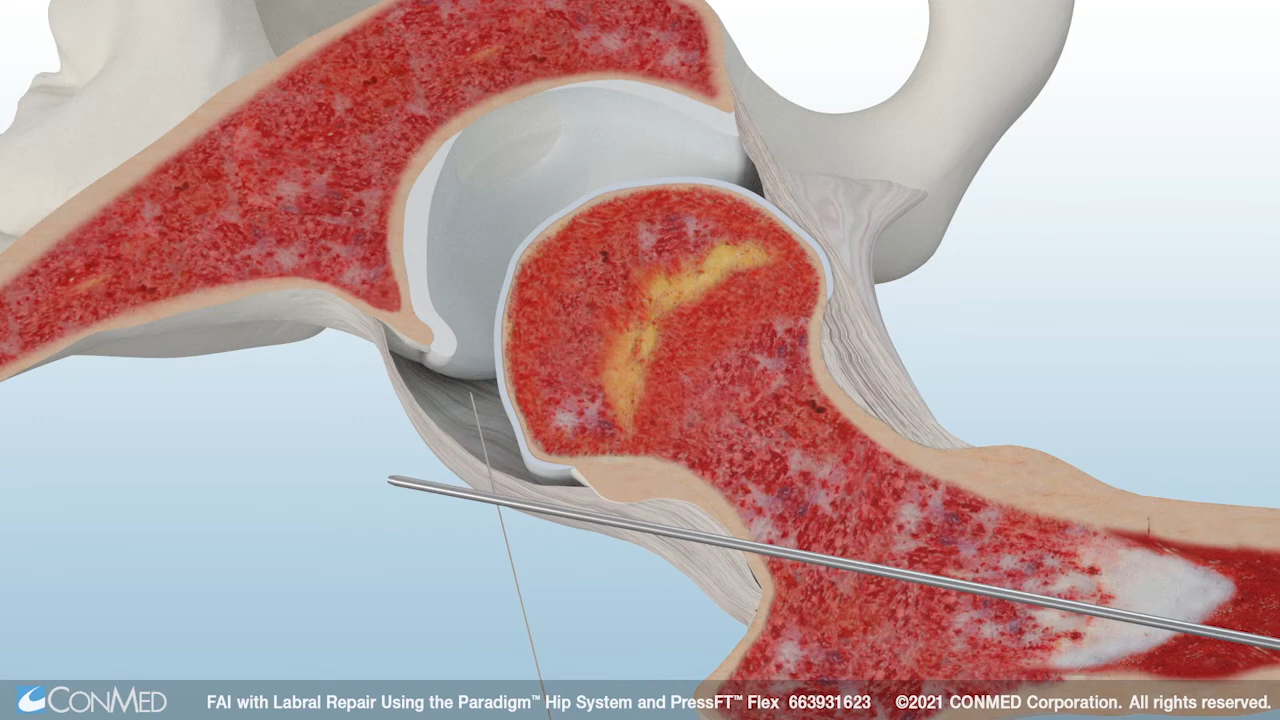 CONMED
FAI with Labral Repair Using the Paradigm™ Hip System and PressFT™ Flex 663931623 ©2021 CONMED Corporation. All rights reserved.